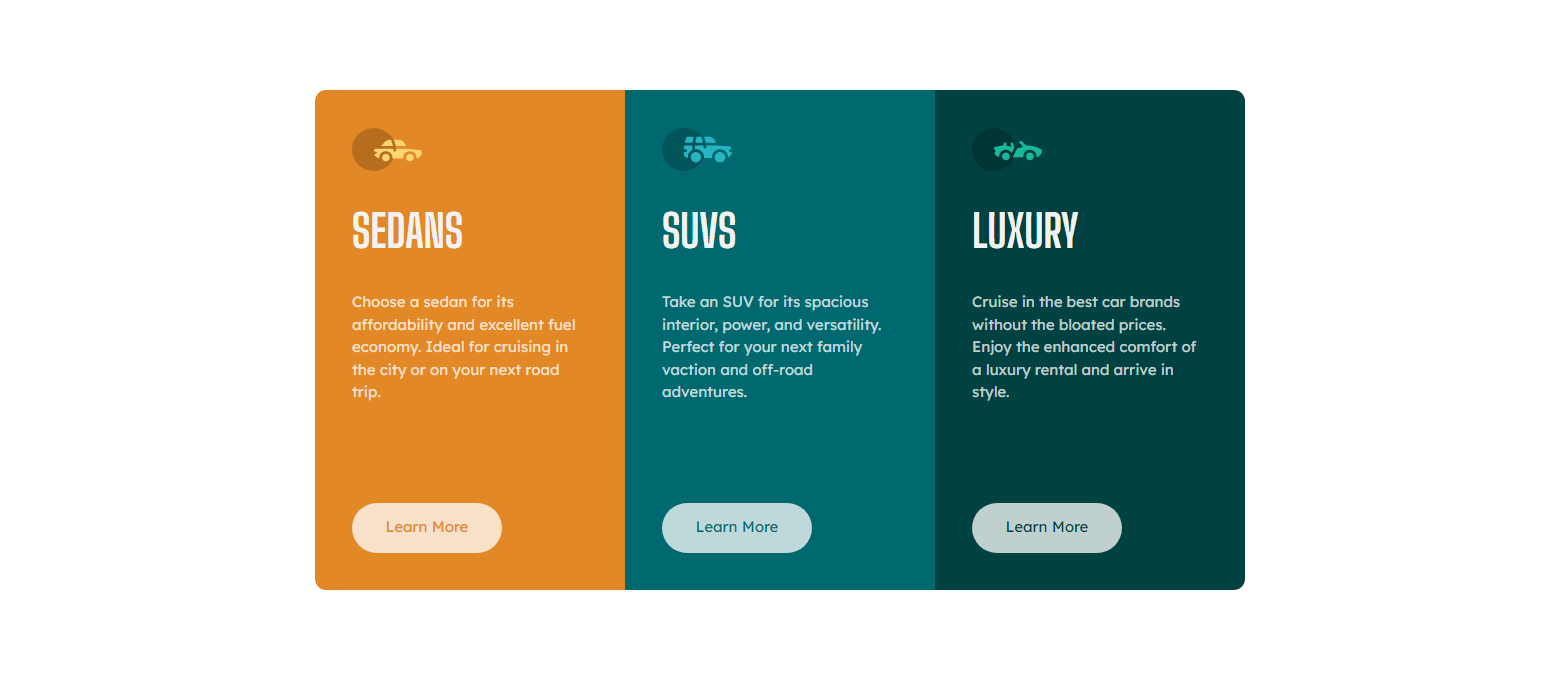 SEDANS
Choose a sedan for its
affordability and excellent fuel
economy. Ideal for cruising in
the city or on your next road
trip.
Learn More
SUVS
Take an SUV for its spacious
interior, power, and versatility.
Perfect for your next family
vaction and off-road
adventures.
Learn More
LUXURY
Cruise in the best car brands
without the bloated prices.
Enjoy the enhanced comfort of
a luxury rental and arrive in
style.
Learn More